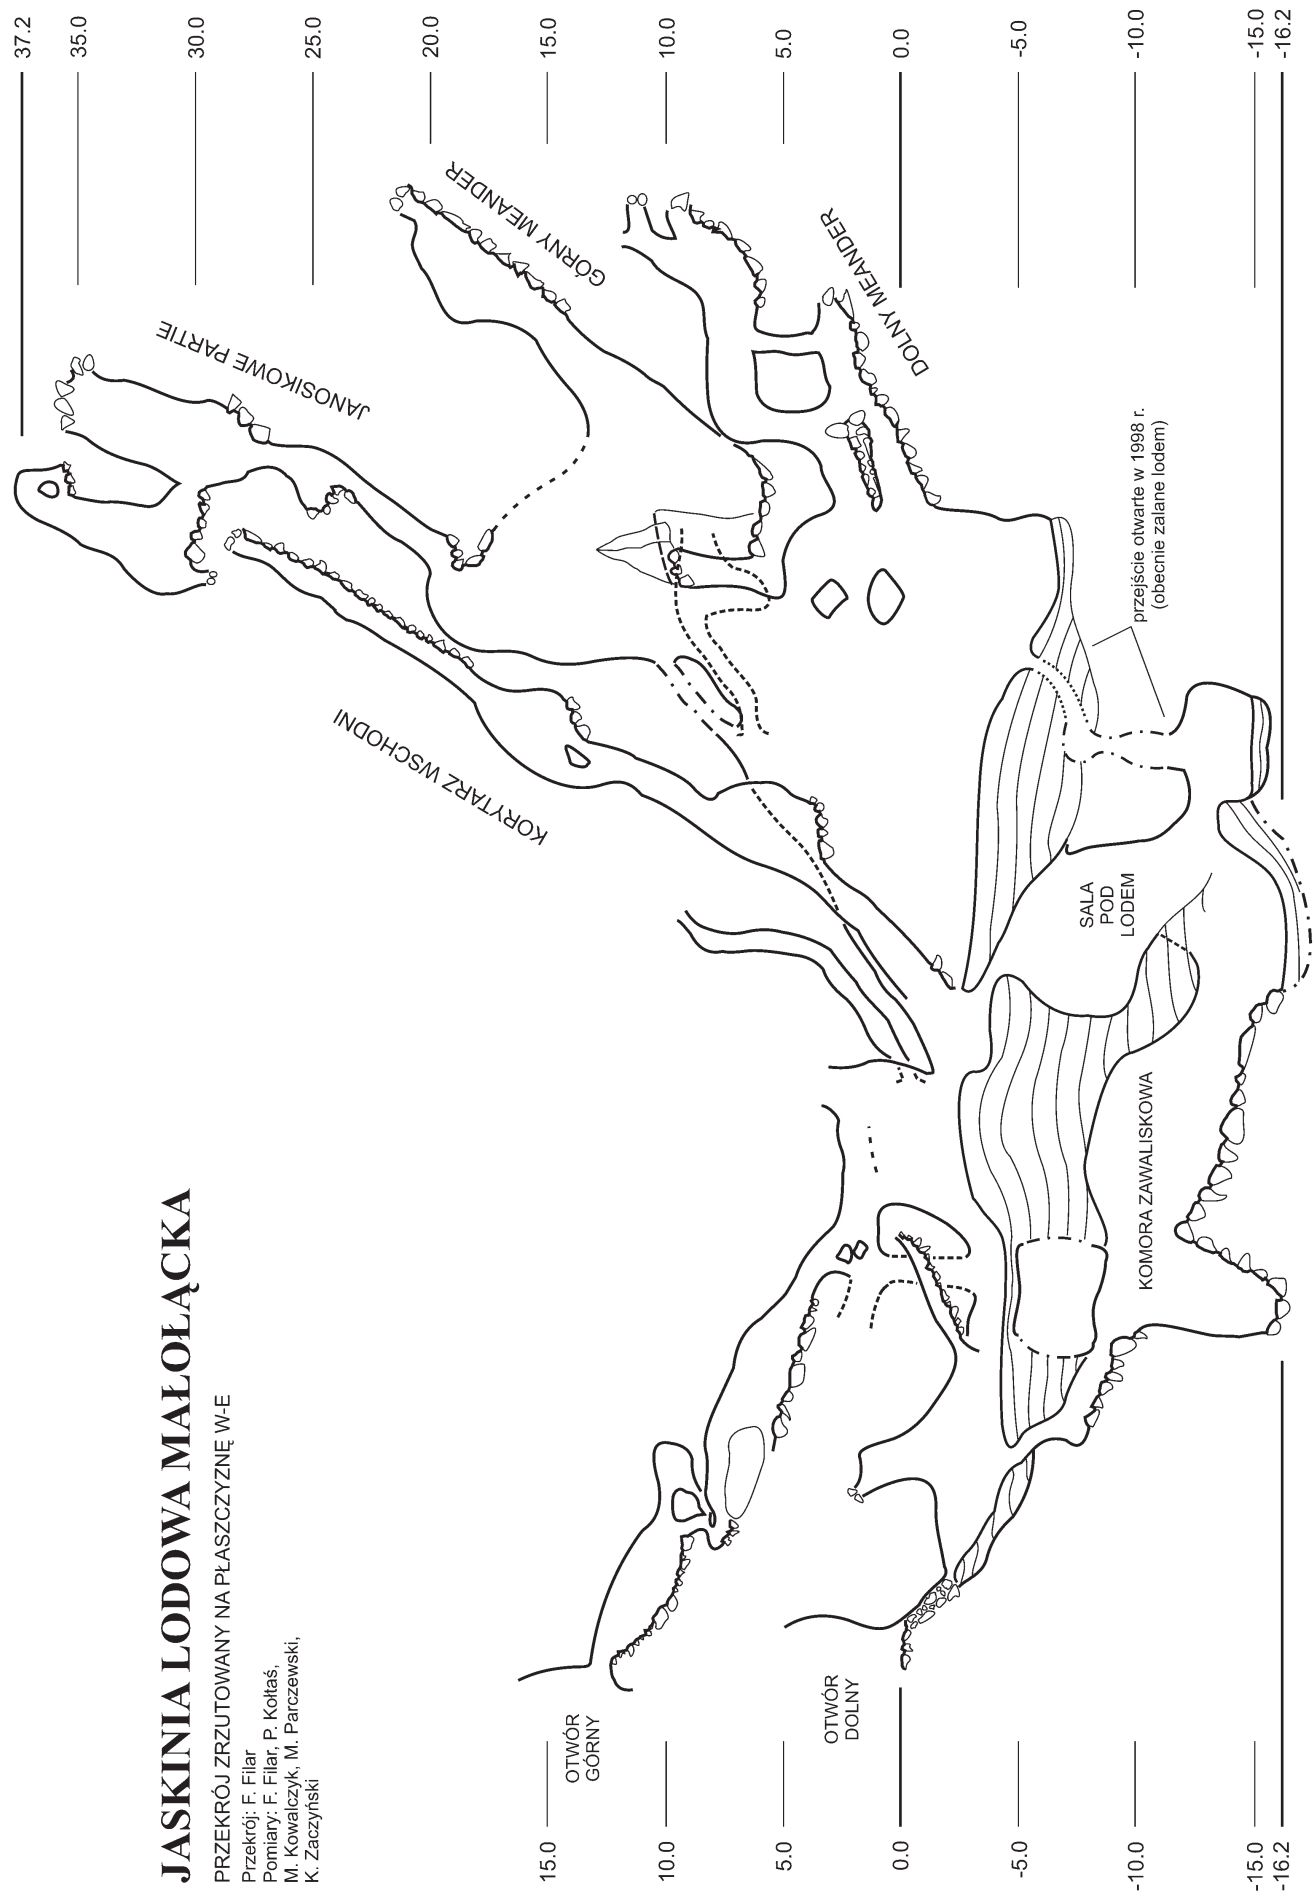 JASKINIA LODOWA MAŁOŁĄCKA
PRZEKRÓJ ZRZUTOWANY NA PŁASZCZYZNĘ W-E
Przekrój: F. Filar
Pomiary: F. Filar, P. Kołtaś,
M. Kowalczyk, M. Parczewski,
K. Zaczyński
37.2
35.0
30.0
25.0
20.0
15.0
10.0
5.0
0.0
-5.0
-10.0
-15.0
-16.2
JANOSIKOWE PARTIE
GÓRNY MEANDER
KORYTARZ WSCHODNI
DOLNY MEANDER
przejście otwarte w 1998 r.
(obecnie zalane lodem)
SALA
POD
LODEM
KOMORA ZAWALISKOWA
OTWÓR
GÓRNY
OTWÓR
DOLNY
15.0
10.0
5.0
0.0
-5.0
-10.0
-15.0
-16.2